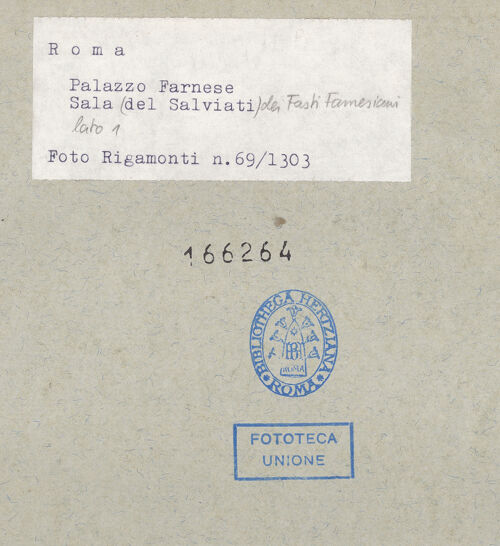 Roma
Palazzo Farnese
Sala (del Salviati) dei Fasti Farnesiani
lato 1
Foto Rigamonti n.69/1303
166264
BIBLIOTHECA HERTZIANA
ROMA
FOTOTECA
UNIONE